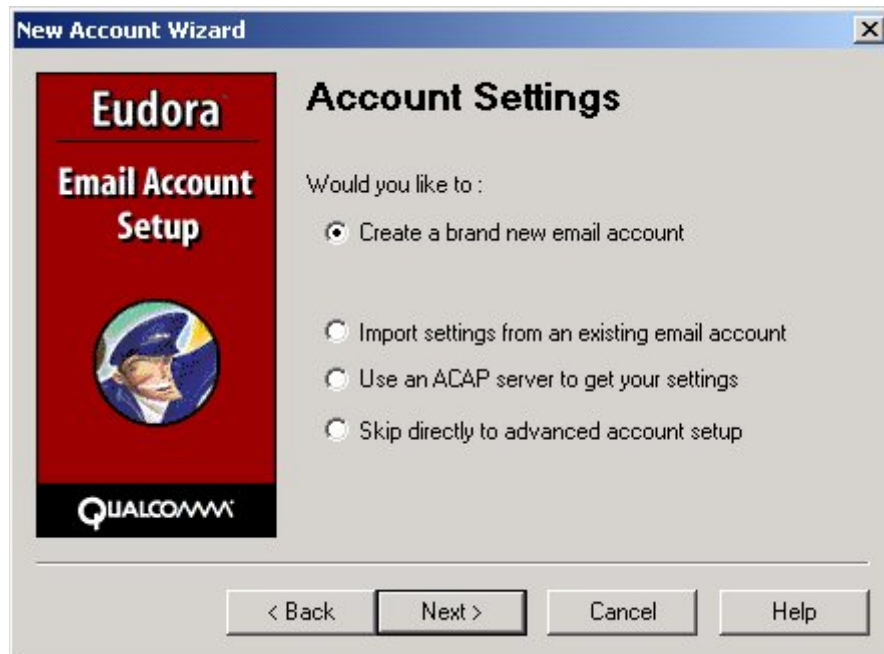 New Account Wizard
Eudora
Email Account
Setup
QUALCOMM
Account Settings
Would you like to :
Create a brand new email account
Import settings from an existing email account
Use an ACAP server to get your settings
Skip directly to advanced account setup
< Back
Next >
Cancel
Help